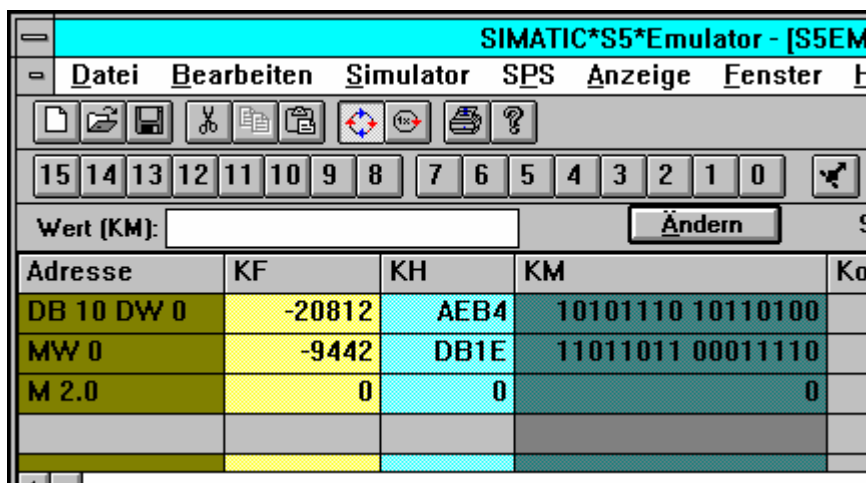 SIMATIC*S5*Emulator - [S5EM
Datei Bearbeiten Simulator SPS Anzeige Fenster H
1x
15 14 13 12 11 10 9 8 7 6 5 4 3 2 1 0
Wert (KM): Ändern S
Adresse KF KH KM Ko
DB 10 DW 0 -20812 AEB4 10101110 10110100
MW 0 -9442 DB1E 11011011 00011110
M 2.0 0 0 0